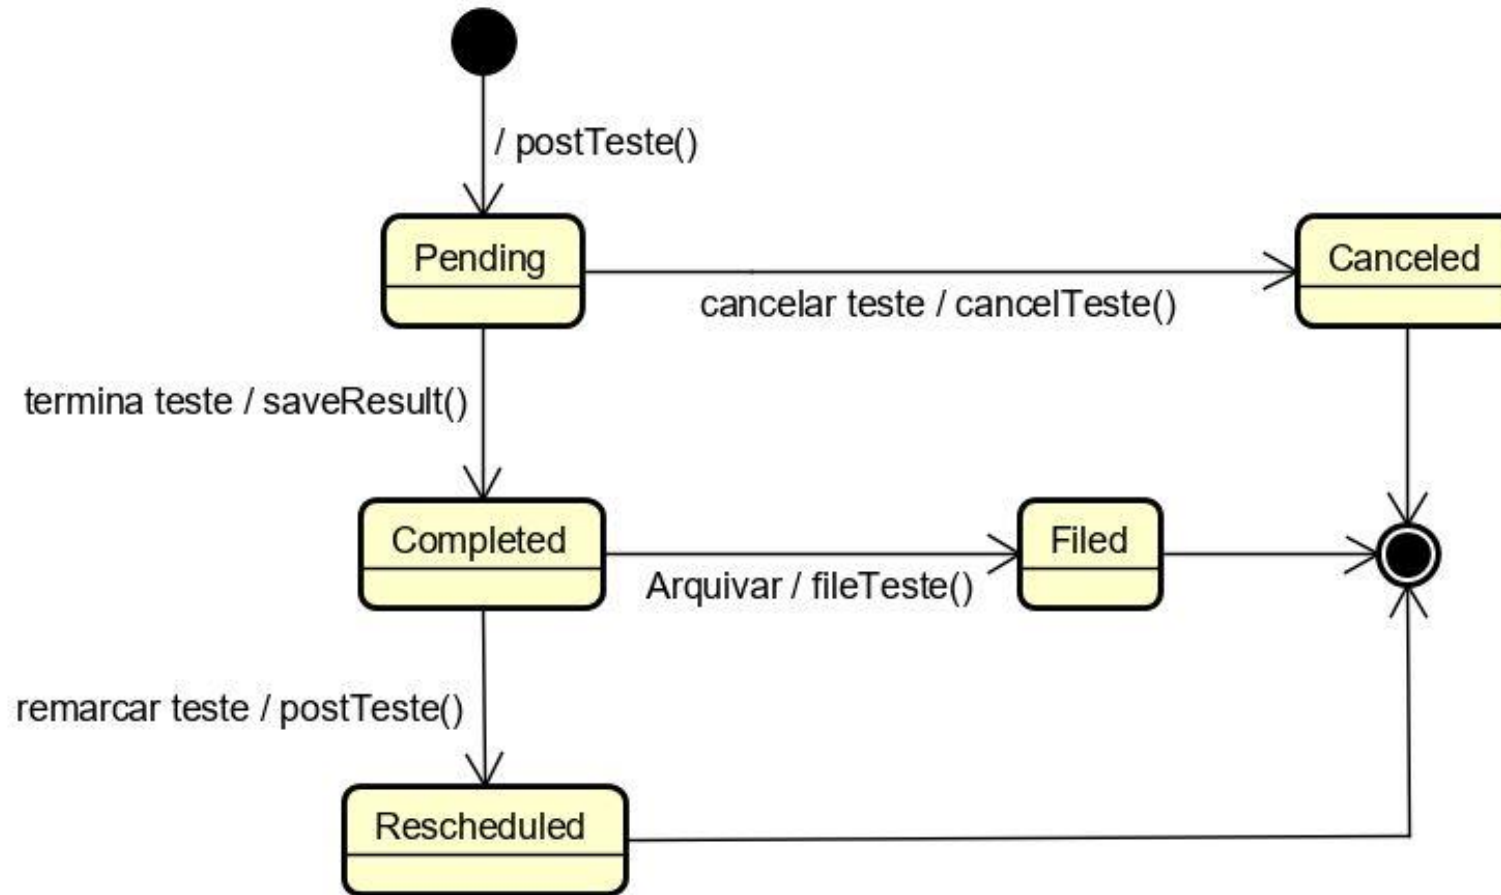 / postTeste()
Pending
Canceled
cancelar teste / cancelTeste()
termina teste / saveResult()
Completed
Filed
Arquivar / fileTeste()
remarcar teste / postTeste()
Rescheduled